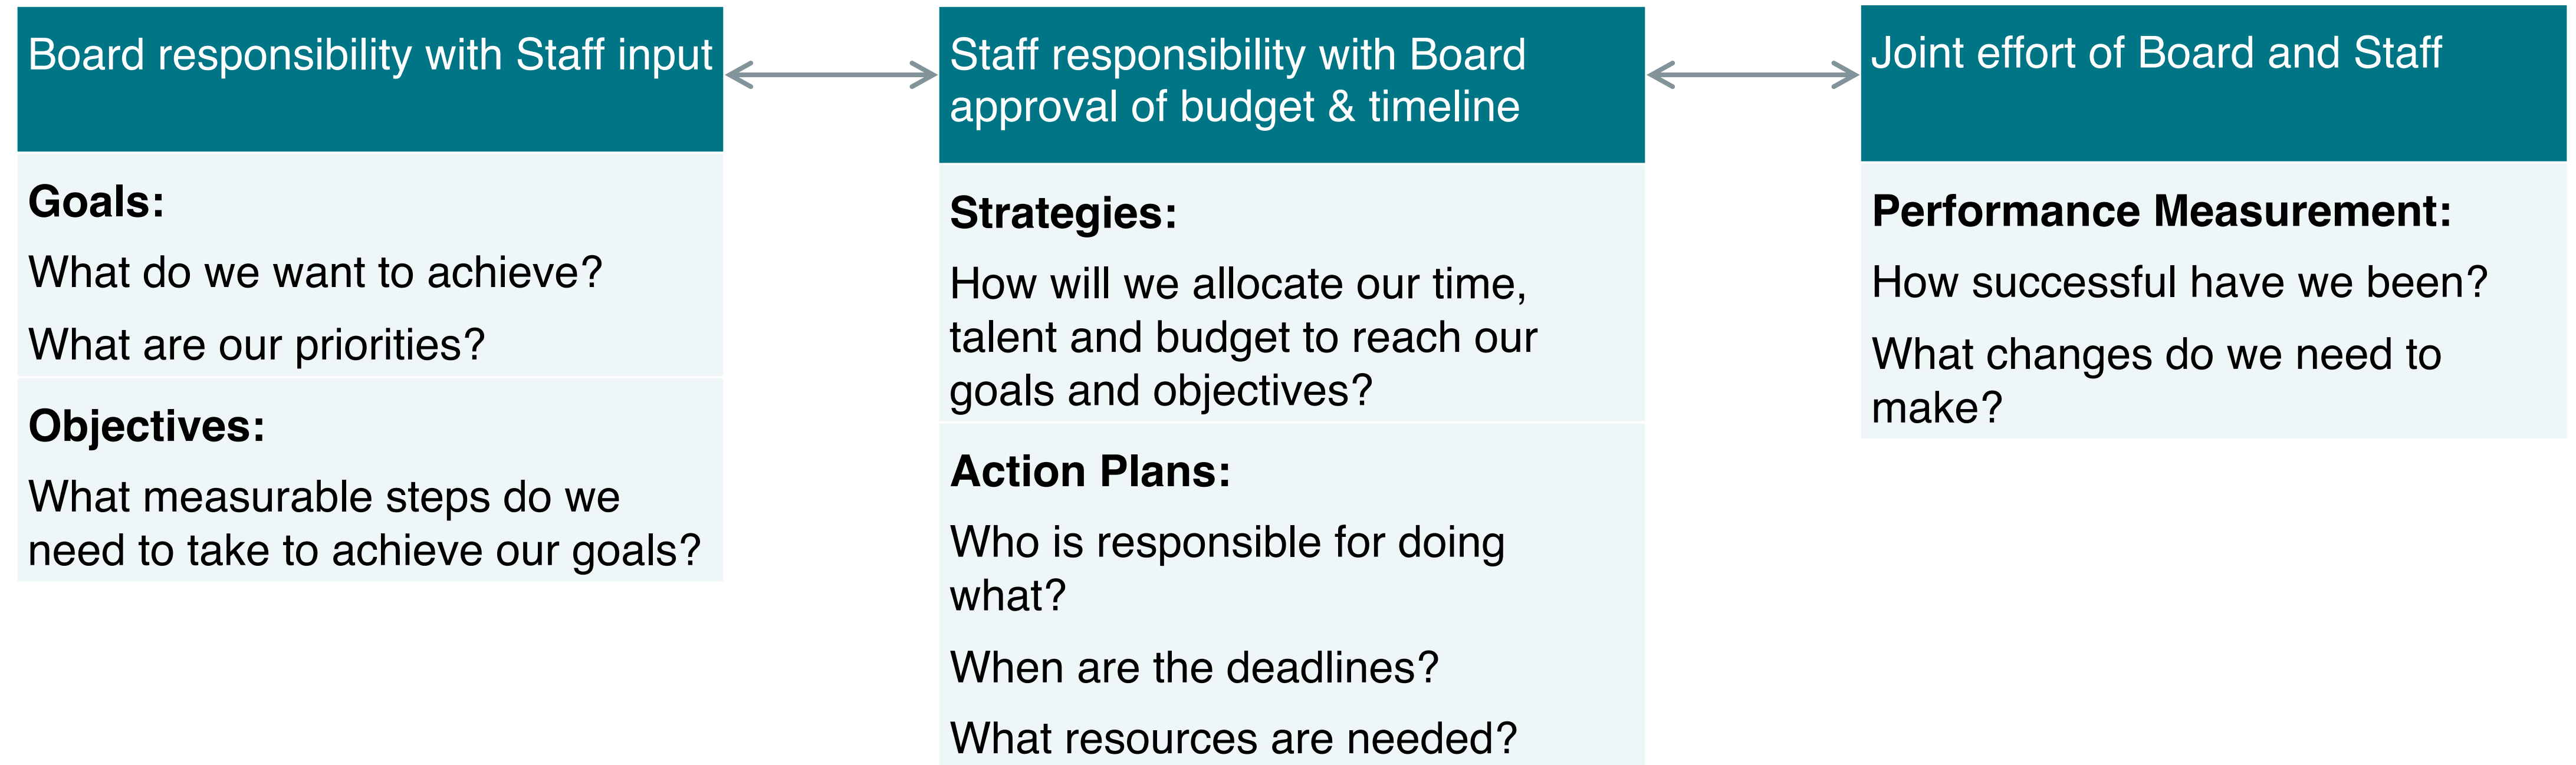 Board responsibility with Staff input
Goals:
What do we want to achieve?
What are our priorities?
Objectives:
What measurable steps do we
need to take to achieve our goals?
Staff responsibility with Board
approval of budget & timeline
Strategies:
How will we allocate our time,
talent and budget to reach our
goals and objectives?
Action Plans:
Who is responsible for doing
what?
When are the deadlines?
What resources are needed?
Joint effort of Board and Staff
Performance Measurement:
How successful have we been?
What changes do we need to
make?